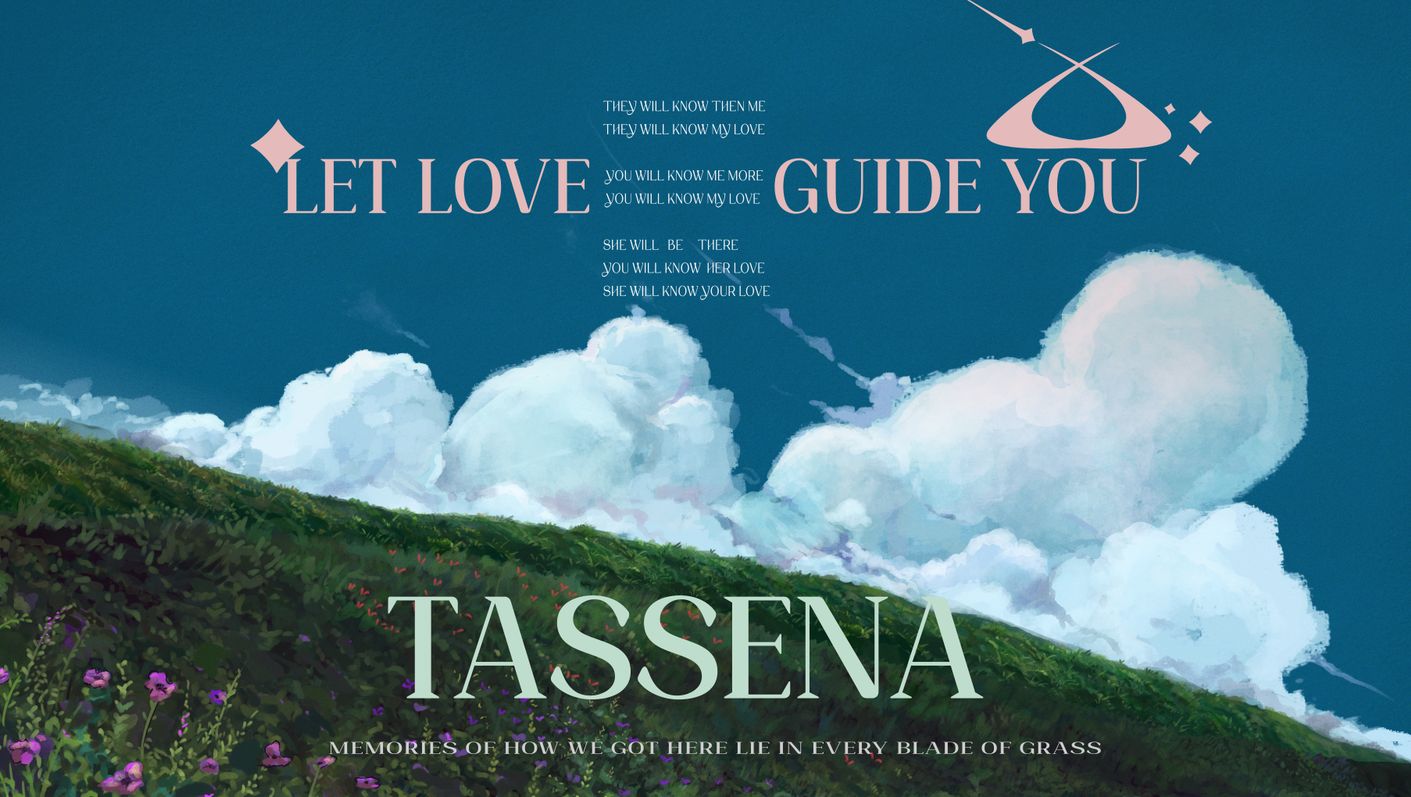 THEY WILL KNOW THEN ME
THEY WILL KNOW MY LOVE
LET LOVE
YOU WILL KNOW ME MORE
YOU WILL KNOW MY LOVE
GUIDE YOU
SHE WILL BE THERE
YOU WILL KNOW HER LOVE
SHE WILL KNOW YOUR LOVE
TASSENA
MEMORIES OF HOW WE GOT HERE LIE IN EVERY BLADE OF GRASS